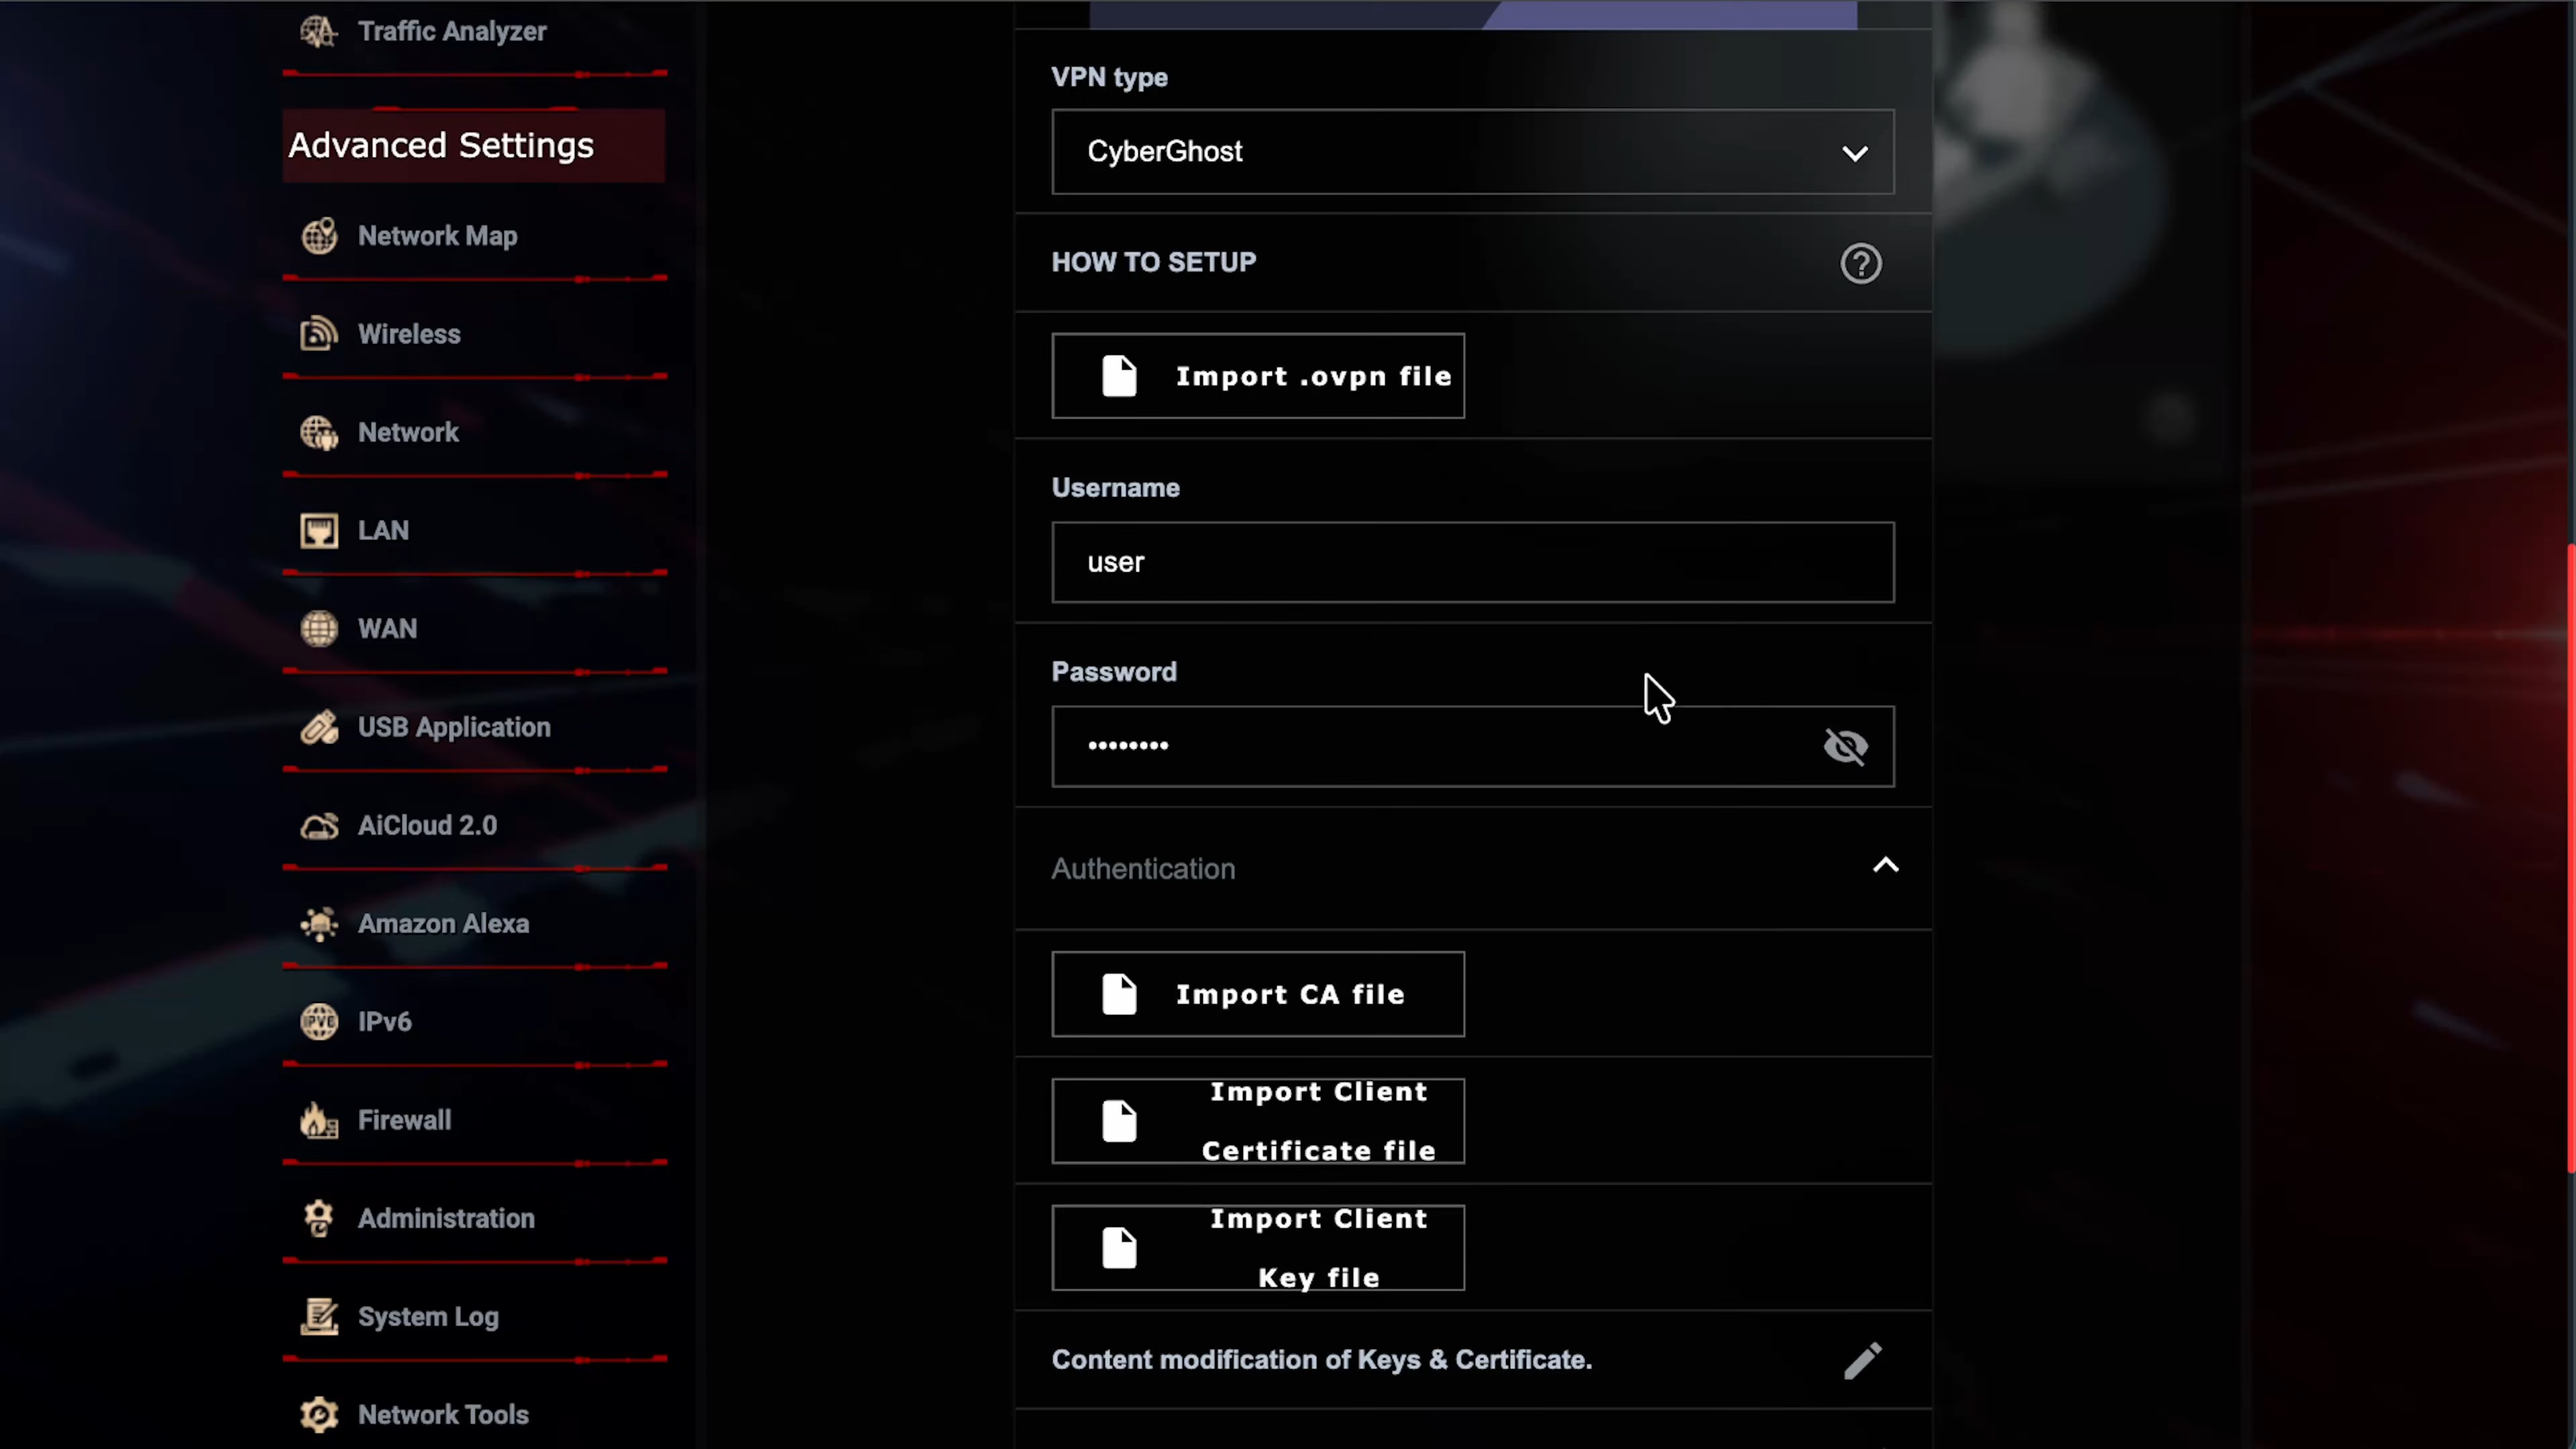 Traffic Analyzer
Advanced Settings
Network Map
Wireless
Network
LAN
WAN
USB Application
AiCloud 2.0
Amazon Alexa
IPv6
Firewall
Administration
System Log
Network Tools
VPN type
CyberGhost
HOW TO SETUP
Import .ovpn file
Username
user
Password
••••••••
Authentication
Import CA file
Import Client
Certificate file
Import Client
Key file
Content modification of Keys & Certificate.